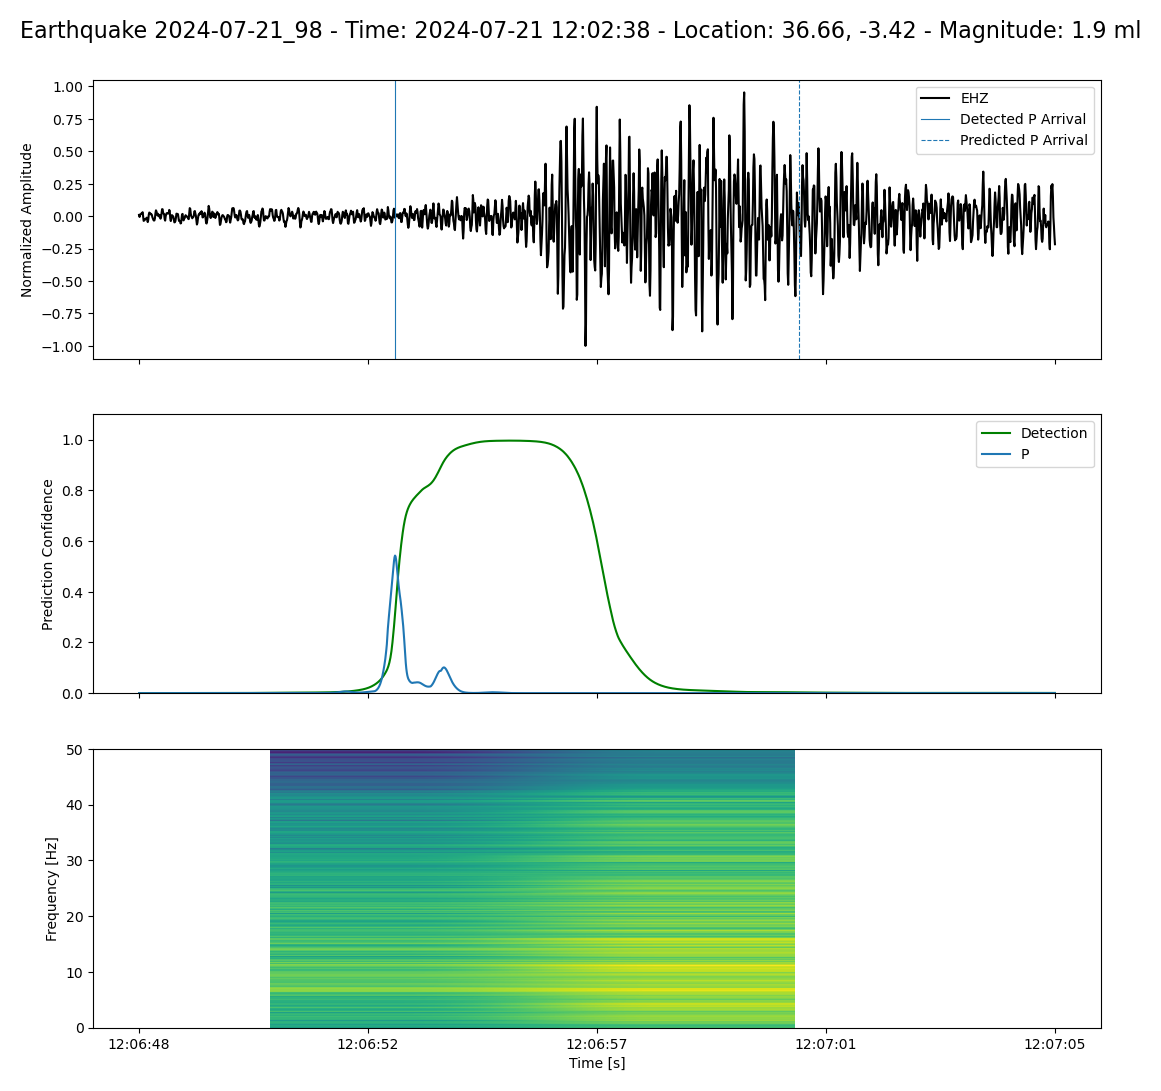 Earthquake 2024-07-21_98 - Time: 2024-07-21 12:02:38 - Location: 36.66, -3.42 - Magnitude: 1.9 ml
Normalized Amplitude
1.00
0.75
0.50
0.25
0.00
−0.25
−0.50
−0.75
−1.00
EHZ
Detected P Arrival
Predicted P Arrival
Prediction Confidence
1.0
0.8
0.6
0.4
0.2
0.0
Detection
P
Frequency [Hz]
50
40
30
20
10
0
12:06:48 12:06:52 12:06:57 12:07:01 12:07:05
Time [s]